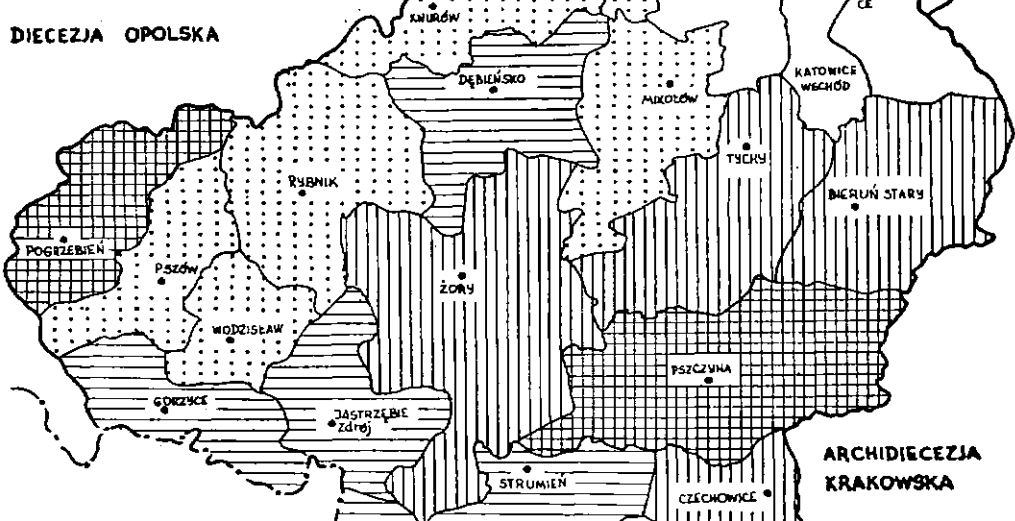 CE
KNURÓW
DIECEZJA OPOLSKA
DĘBIEŃSKO
KATOWICE
WSCHÓD
MIKOŁÓW
TYCHY
RYBNIK
BIERUŃ STARY
POGRZEBIEŃ
PSZÓW
ŻORY
WODZISŁAW
PSZCZYNA
GORZYCE
JASTRZĘBIE
Zdrój
ARCHIDIECEZJA
KRAKOWSKA
STRUMIEŃ
CZECHOWICE